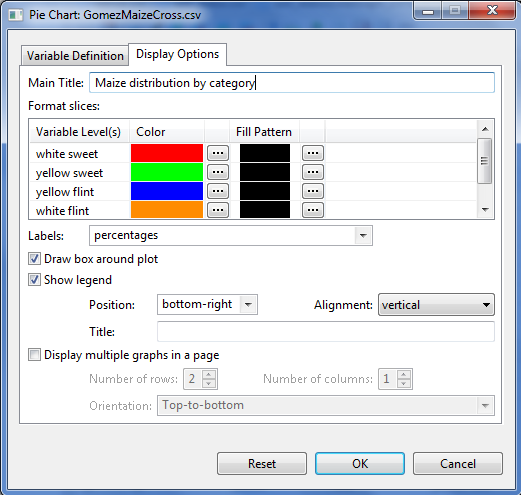 Pie Chart: GomezMaizeCross.csv
Variable Definition Display Options
Main Title: Maize distribution by category
Format slices:
Variable Level(s) Color Fill Pattern
white sweet ...  ...
yellow sweet ... ...
yellow flint ... ...
white flint ... ...
Labels: percentages
Draw box around plot
Show legend
Position: bottom-right Alignment: vertical
Title:
Display multiple graphs in a page
Number of rows: 2 Number of columns: 1
Orientation: Top-to-bottom
Reset OK Cancel